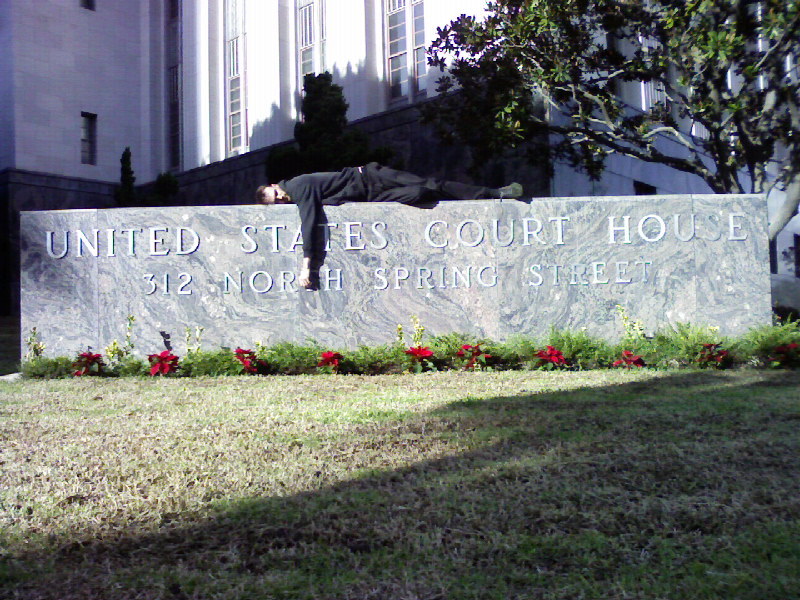 UNITED STATES COURT HOUSE
312 NORTH SPRING STREET